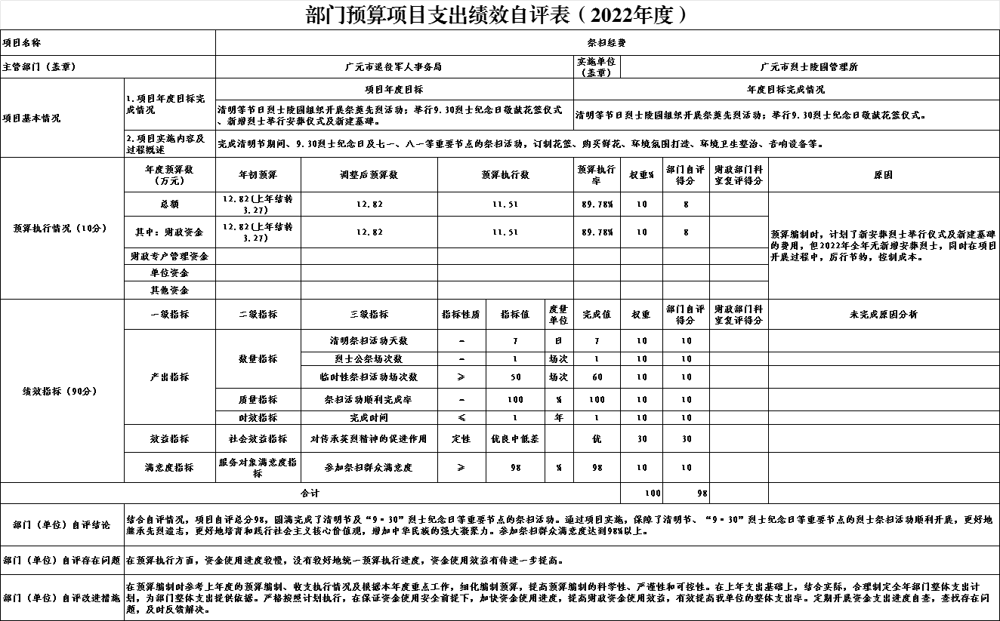 部门预算项目支出绩效自评表（2022年度）
项目名称 祭扫经费
主管部门（盖章） 广元市退役军人事务局 实施单位（盖章） 广元市烈士陵园管理所
项目基本情况
1.项目年度目标完成情况
项目年度目标 年度目标完成情况
清明等节日烈士陵园组织开展祭奠先烈活动；举行9.30烈士纪念日敬献花篮仪式
、新增烈士举行安葬仪式及新建墓碑。
清明等节日烈士陵园组织开展祭奠先烈活动；举行9.30烈士纪念日敬献花篮仪式。
2.项目实施内容及过程概述
完成清明节期间、9.30烈士纪念日及七一、八一等重要节点的祭扫活动，订制花篮、购买鲜花、环境氛围打造、环境卫生整治、音响设备等。
预算执行情况（10分）
年度预算数（万元） 年初预算 调整后预算数 预算执行数 预算执行率 权重% 部门自评得分 财政部门科室复评得分 原因
总额 12.82(上年结转3.27) 12.82 11.51 89.78% 10 8
其中：财政资金 12.82(上年结转3.27) 12.82 11.51 89.78% 10 8
财政专户管理资金
单位资金
其他资金
预算编制时，计划了新安葬烈士举行仪式及新建墓碑
的费用，但2022年全年无新增安葬烈士，同时在项目
开展过程中，厉行节约，控制成本。
绩效指标（90分）
一级指标 二级指标 三级指标 指标性质 指标值 度量单位 完成值 权重 部门自评得分 财政部门科室复评得分 未完成原因分析
产出指标 数量指标 清明祭扫活动天数 = 7 日 7 10 10
烈士公祭场次数 = 1 场次 1 10 10
临时性祭扫活动场次数 ≥ 50 场次 60 10 10
质量指标 祭扫活动顺利完成率 = 100 % 100 10 10
时效指标 完成时间 ≤ 1 年 1 10 10
效益指标 社会效益指标 对传承英烈精神的促进作用 定性 优良中低差 优 30 30
满意度指标 服务对象满意度指标 参加祭扫群众满意度 ≥ 98 % 98 10 10
合计 100 98
部门（单位）自评结论
结合自评情况，项目自评总分98，圆满完成了清明节及“9·30”烈士纪念日等重要节点的祭扫活动。通过项目实施，保障了清明节、“9·30”烈士纪念日等重要节点的烈士祭扫活动顺利开展，更好地
继承先烈遗志，更好地培育和践行社会主义核心价值观，增加中华民族的强大凝聚力。参加祭扫群众满意度达到98%以上。
部门（单位）自评存在问题
在预算执行方面，资金使用进度较慢，没有较好地统一预算执行进度，资金使用效益有待进一步提高。
部门（单位）自评改进措施
在预算编制时参考上年度的预算编制、收支执行情况及根据本年度重点工作，细化编制预算，提高预算编制的科学性、严谨性和可控性。在上年支出基础上，结合实际，合理制定全年部门整体支出计
划，为部门整体支出提供依据。严格按照计划执行，在保证资金使用安全前提下，加快资金使用进度，提高财政资金使用效益，有效提高我单位的整体支出率。定期开展资金支出进度自查，查找存在问
题，及时反馈解决。